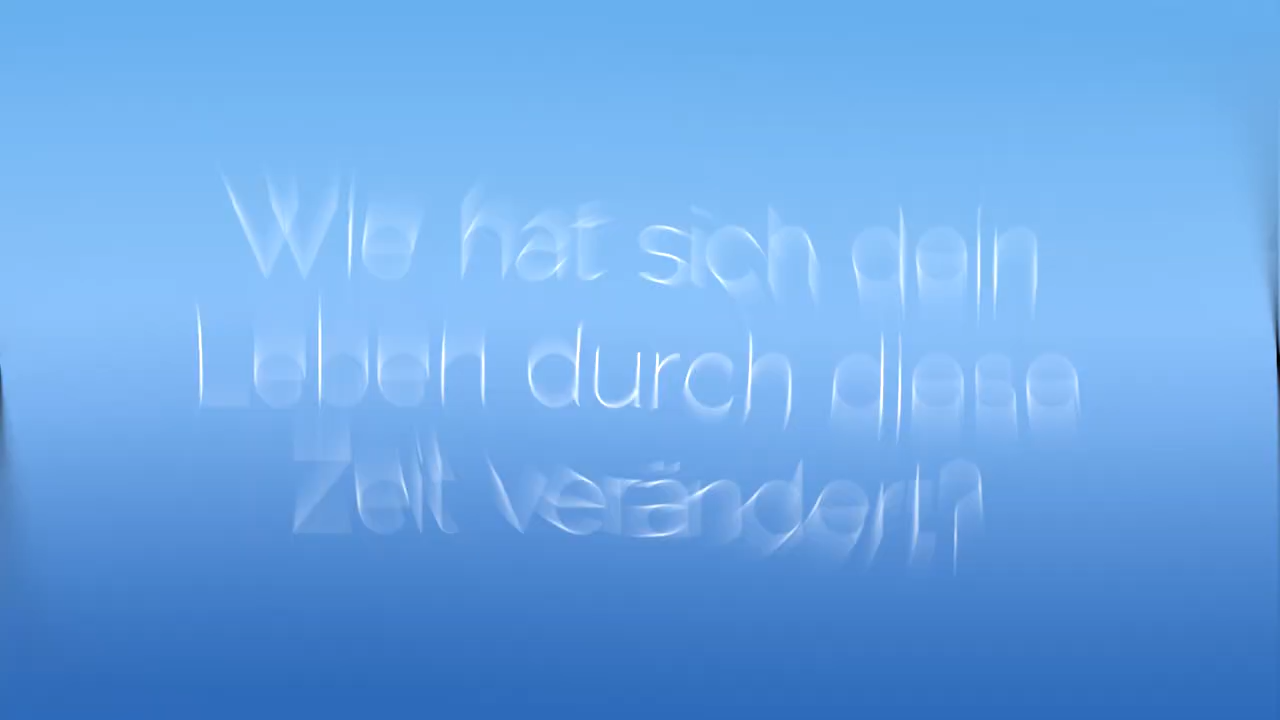 Wie hat sich dein
Leben durch diese
Zeit verändert?